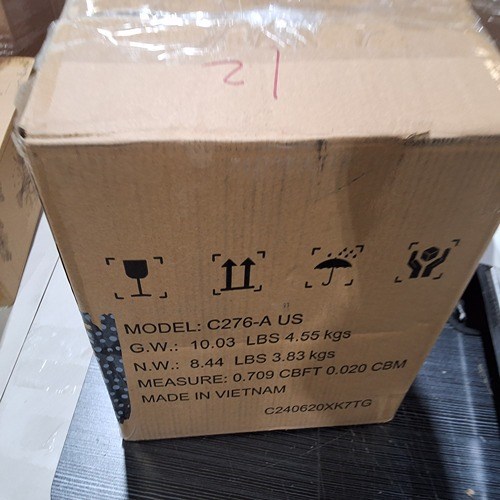 21
MODEL: C276-A US
G.W.: 10.03 LBS 4.55 kgs
N.W.: 8.44 LBS 3.83 kgs
MEASURE: 0.709 CBFT 0.020 CBM
MADE IN VIETNAM
C240620XK7TG